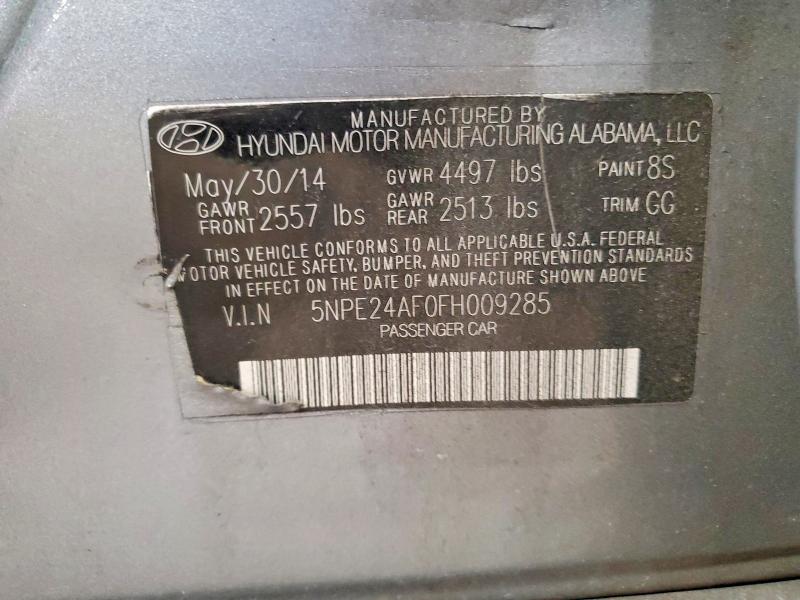 MANUFACTURED BY
HYUNDAI MOTOR MANUFACTURING ALABAMA, LLC
May/30/14 GVWR 4497 lbs PAINT 8S
GAWR FRONT 2557 lbs GAWR REAR 2513 lbs TRIM GG
THIS VEHICLE CONFORMS TO ALL APPLICABLE U.S.A. FEDERAL
MOTOR VEHICLE SAFETY, BUMPER, AND THEFT PREVENTION STANDARDS
IN EFFECT ON THE DATE OF MANUFACTURE SHOWN ABOVE
V.I.N 5NPE24AF0FH009285
PASSENGER CAR